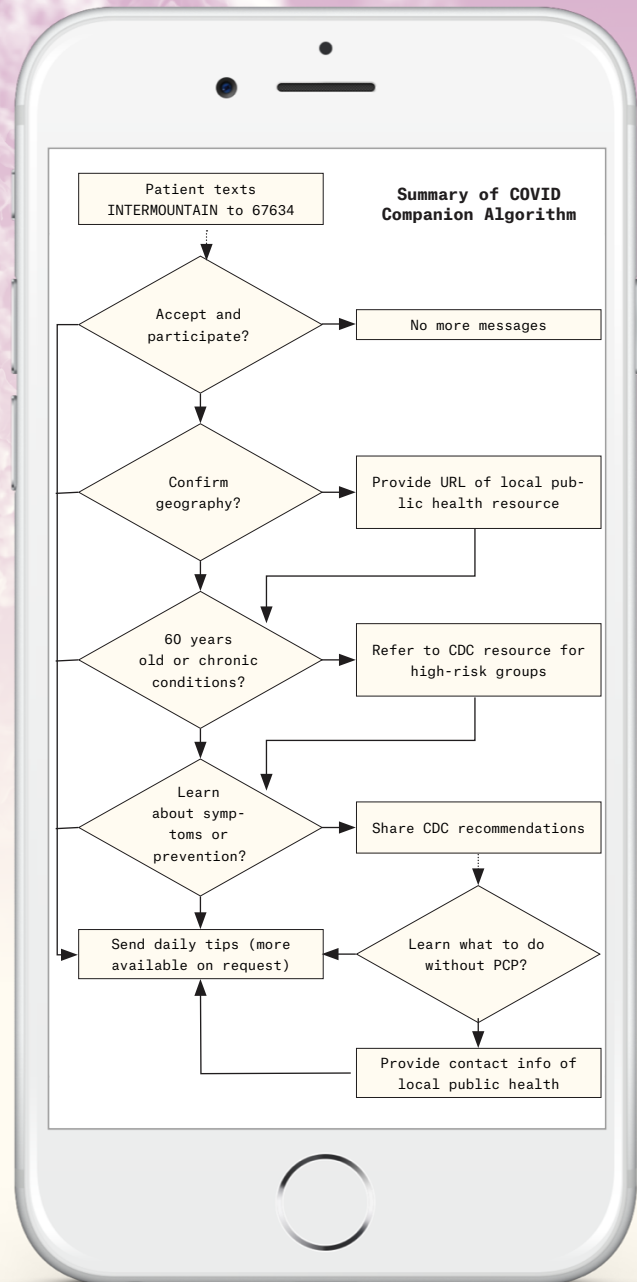 Patient texts
INTERMOUNTAIN to 67634
Summary of COVID
Companion Algorithm
Accept and
participate?
No more messages
Confirm
geography?
Provide URL of local pub-
lic health resource
60 years
old or chronic
conditions?
Refer to CDC resource for
high-risk groups
Learn
about symp-
toms or
prevention?
Share CDC recommendations
Send daily tips (more
available on request)
Learn what to do
without PCP?
Provide contact info of
local public health